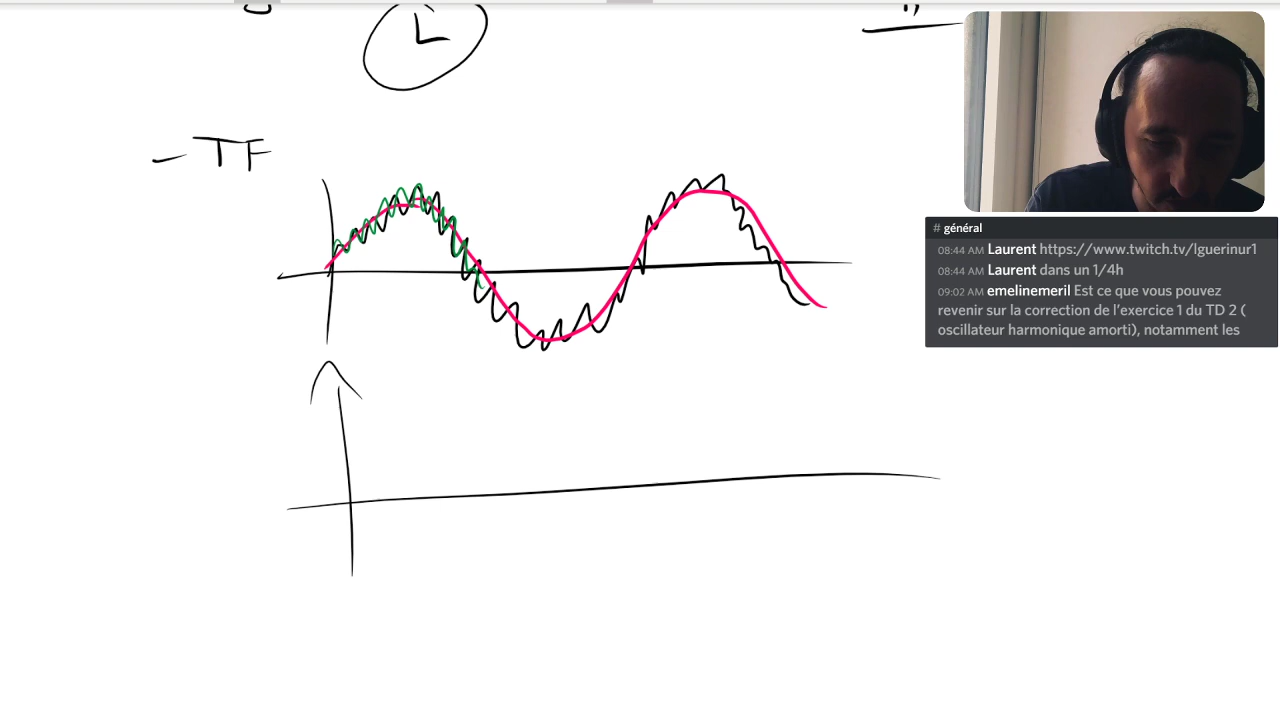 L
- TF
# général
08:44 AM Laurent https://www.twitch.tv/lguerinur1
08:44 AM Laurent dans un 1/4h
09:02 AM emelinemeril Est ce que vous pouvez
revenir sur la correction de l'exercice 1 du TD 2 (
oscillateur harmonique amorti), notamment les